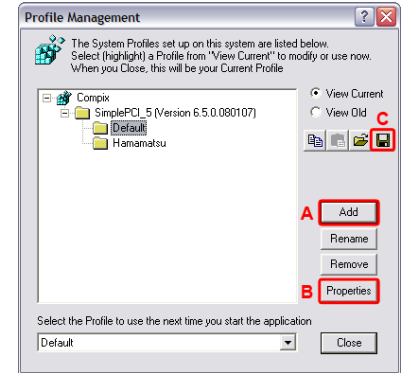 Profile Management
The System Profiles set up on this system are listed below.
Select (highlight) a Profile from "View Current" to modify or use now.
When you Close, this will be your Current Profile
Compix
SimplePCI_5 (Version 6.5.0.080107)
Default
Hamamatsu
View Current
View Old
C
A Add
Rename
Remove
B Properties
Select the Profile to use the next time you start the application
Default
Close